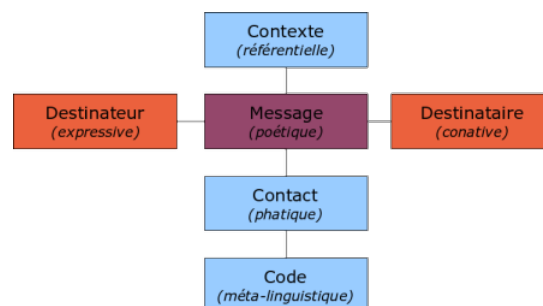 Contexte
(référentielle)
Destinateur
(expressive)
Message
(poétique)
Destinataire
(conative)
Contact
(phatique)
Code
(méta-linguistique)